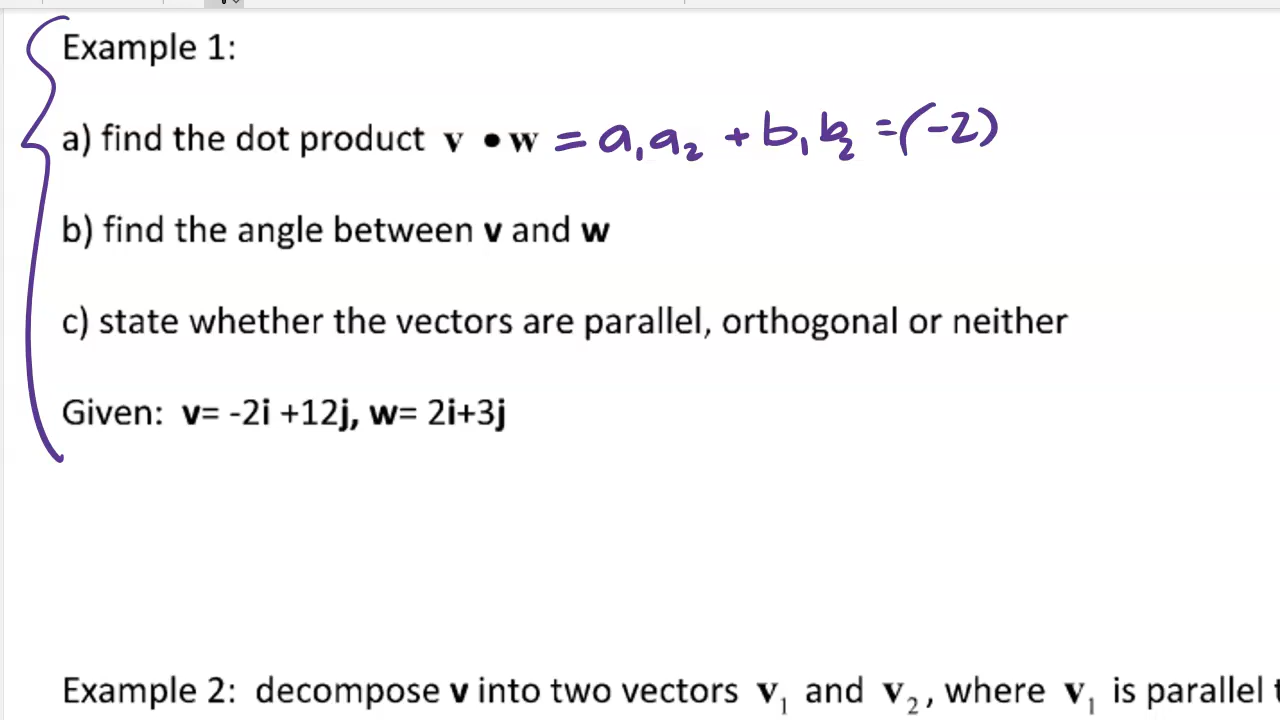 Example 1:
a) find the dot product v • w = a₁a₂ + b₁b₂ = (-2)
b) find the angle between v and w
c) state whether the vectors are parallel, orthogonal or neither
Given: v= -2i +12j, w= 2i+3j
Example 2: decompose v into two vectors v₁ and v₂, where v₁ is parallel